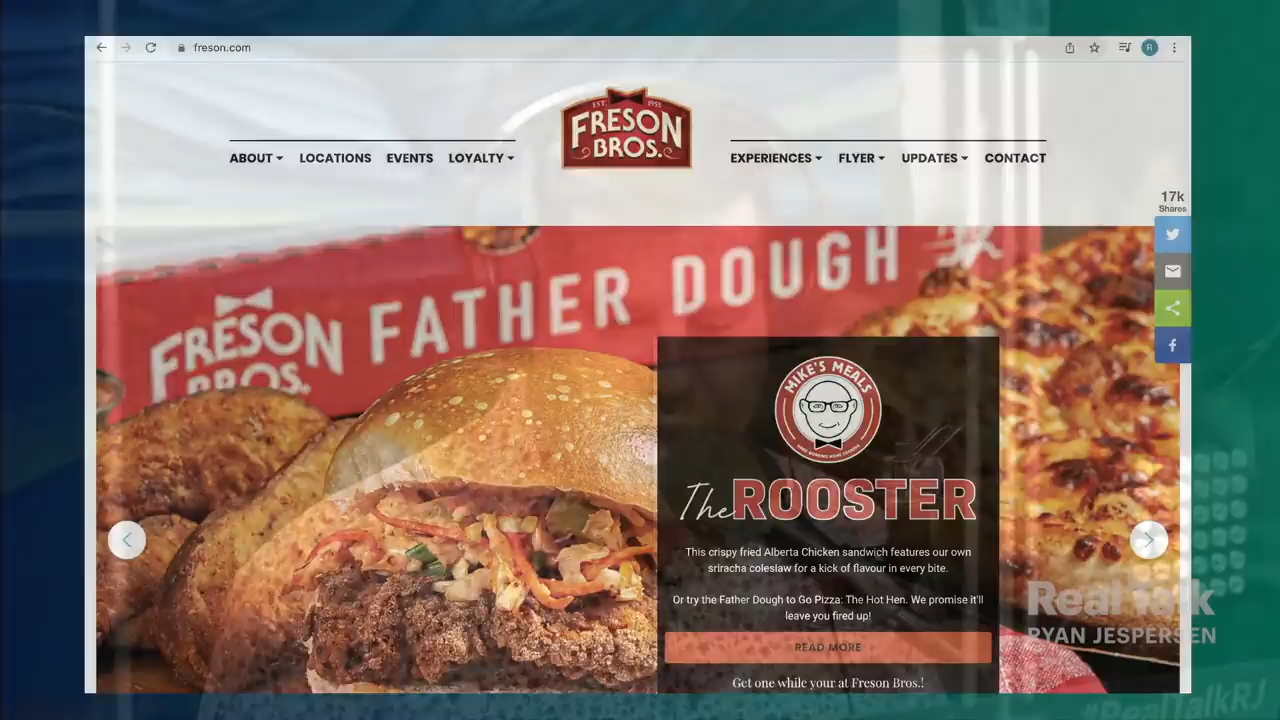 freson.com
R
EST. 1955
FRESON
BROS.
ABOUT
LOCATIONS
EVENTS
LOYALTY
EXPERIENCES
FLYER
UPDATES
CONTACT
17k
Shares
FRESON
BROS.
FATHER DOUGH
MIKE'S MEALS
The ROOSTER
This crispy fried Alberta Chicken sandwich features our own
sriracha coleslaw for a kick of flavour in every bite.
Or try the Father Dough to Go Pizza: The Hot Hen. We promise it'll
leave you fired up!
READ MORE
Get one while your at Freson Bros.!
Real Talk
RYAN JESPERSEN
#RealTalkRJ